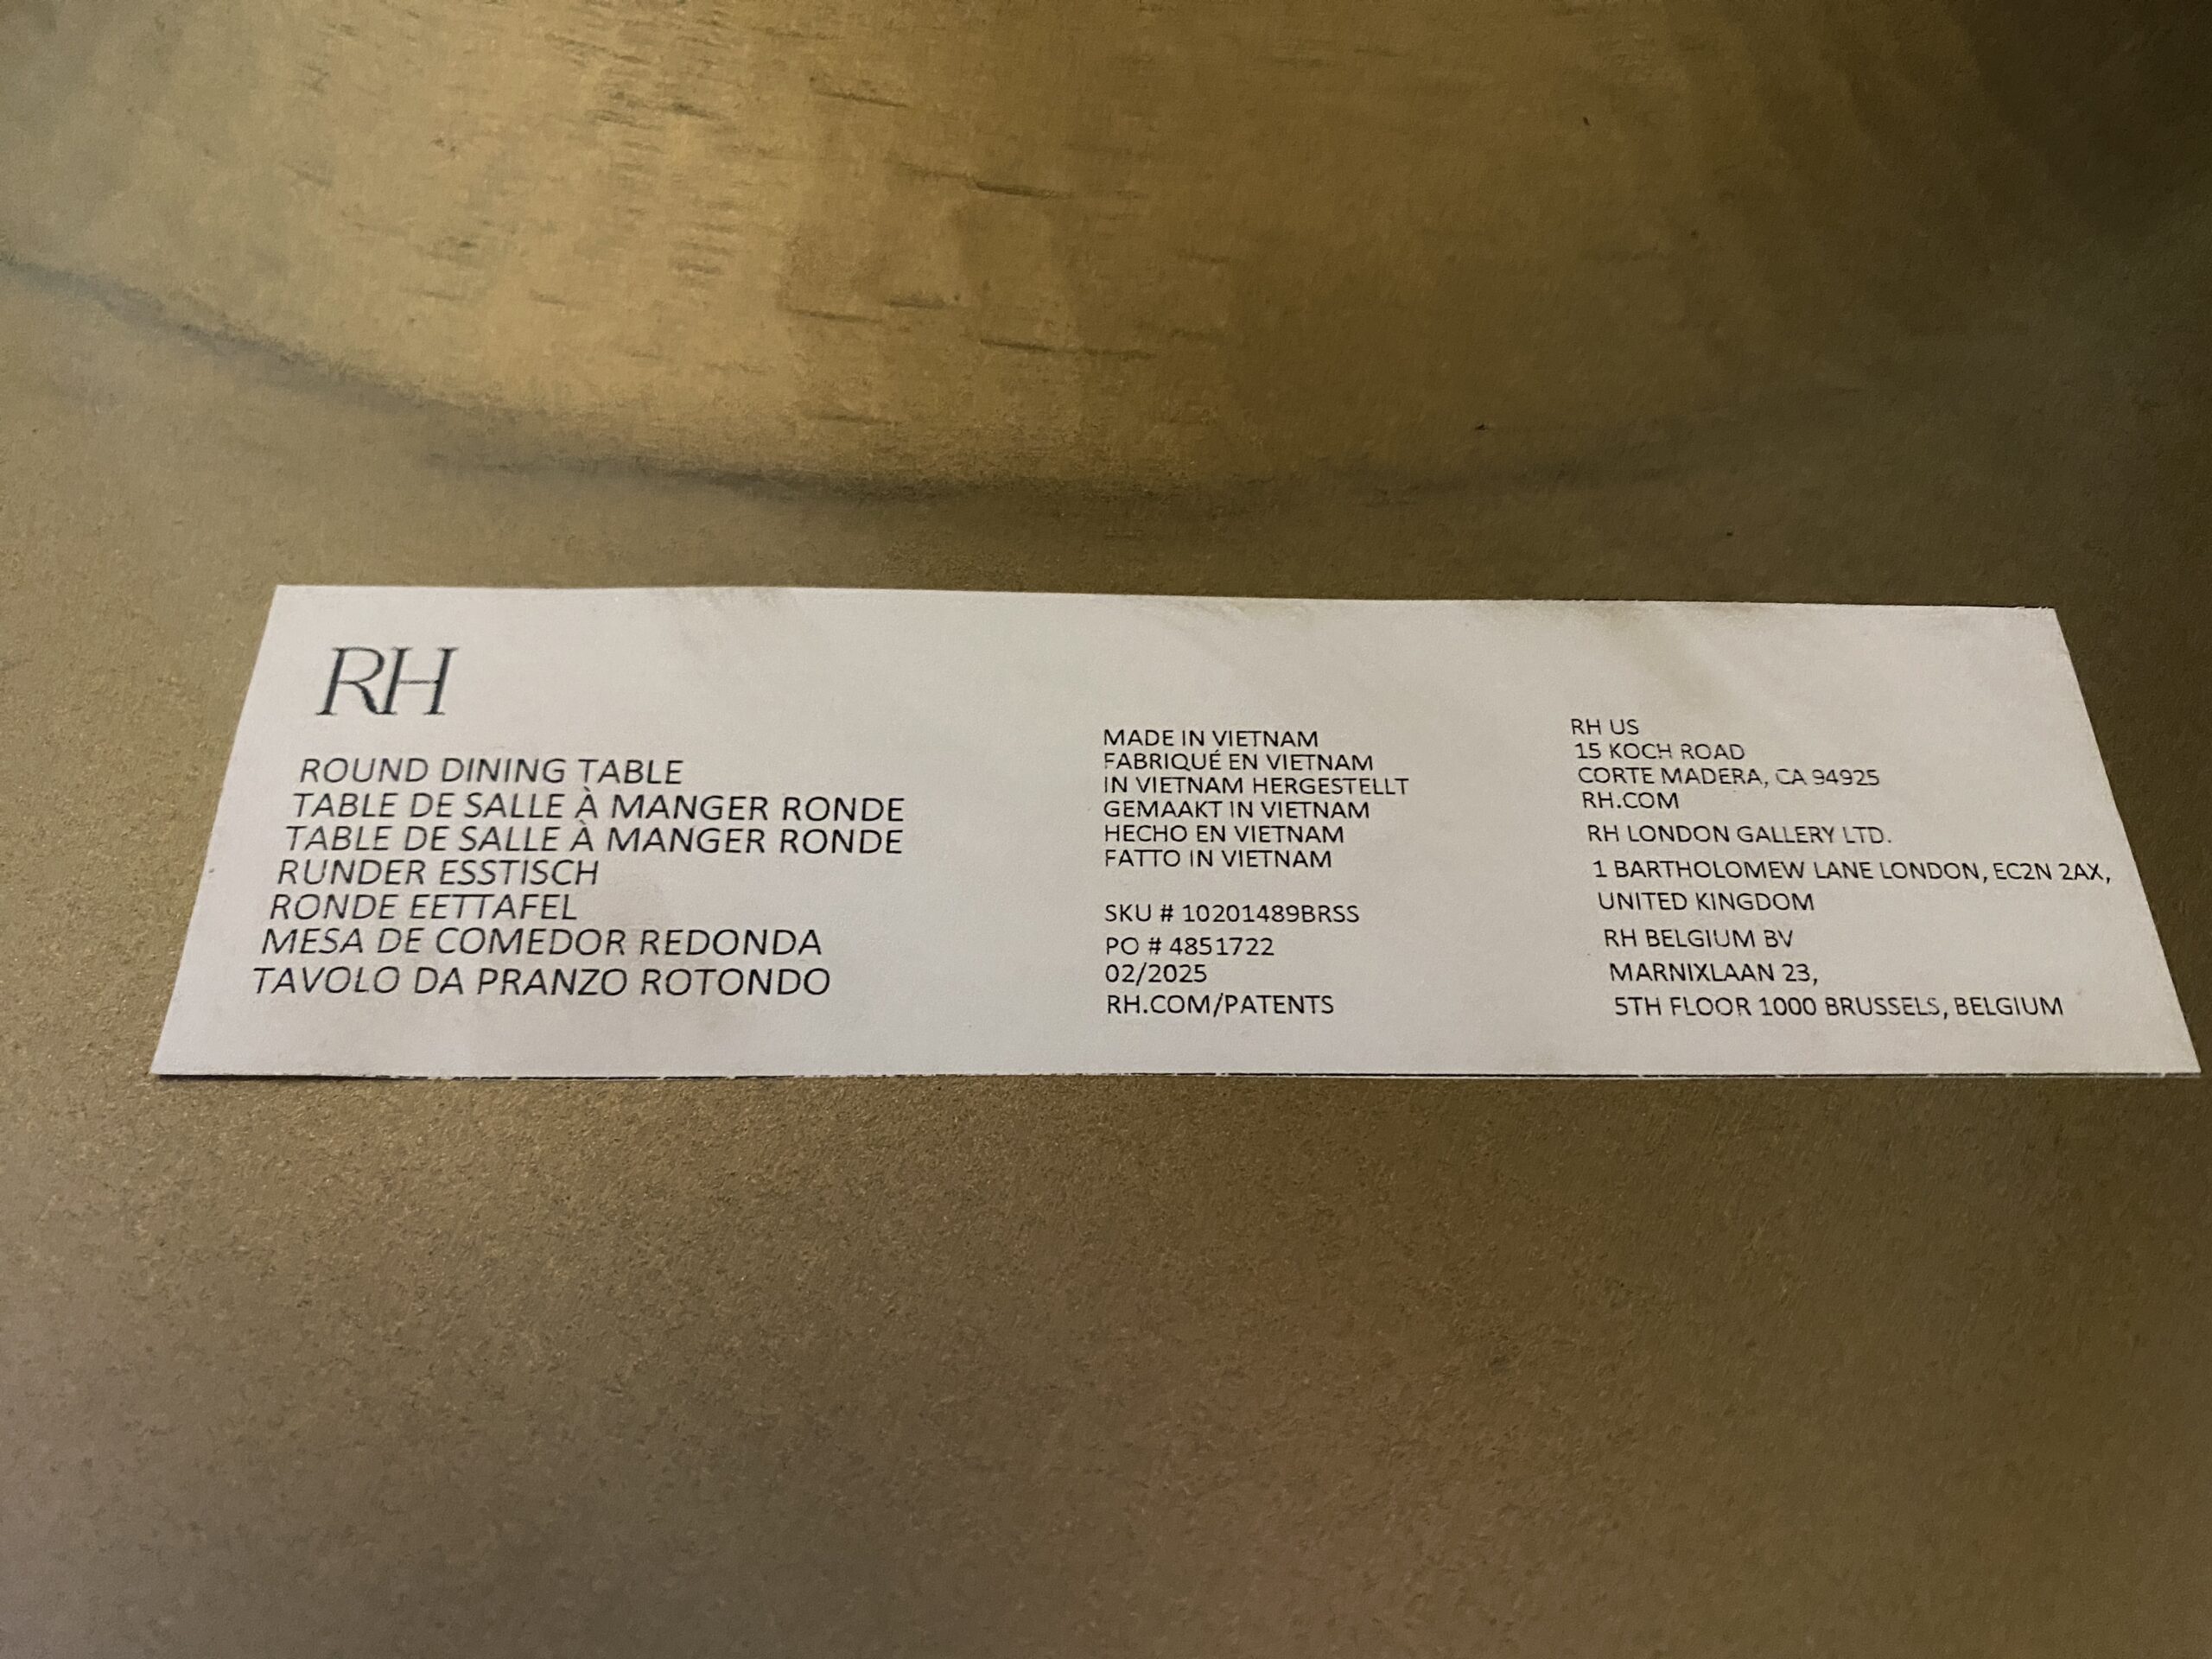 RH
ROUND DINING TABLE
TABLE DE SALLE À MANGER RONDE
TABLE DE SALLE À MANGER RONDE
RUNDER ESSTISCH
RONDE EETTAFEL
MESA DE COMEDOR REDONDA
TAVOLO DA PRANZO ROTONDO
MADE IN VIETNAM
FABRIQUÉ EN VIETNAM
IN VIETNAM HERGESTELLT
GEMAAKT IN VIETNAM
HECHO EN VIETNAM
FATTO IN VIETNAM
SKU # 10201489BRSS
PO # 4851722
02/2025
RH.COM/PATENTS
RH US
15 KOCH ROAD
CORTE MADERA, CA 94925
RH.COM
RH LONDON GALLERY LTD.
1 BARTHOLOMEW LANE LONDON, EC2N 2AX,
UNITED KINGDOM
RH BELGIUM BV
MARNIXLAAN 23,
5TH FLOOR 1000 BRUSSELS, BELGIUM